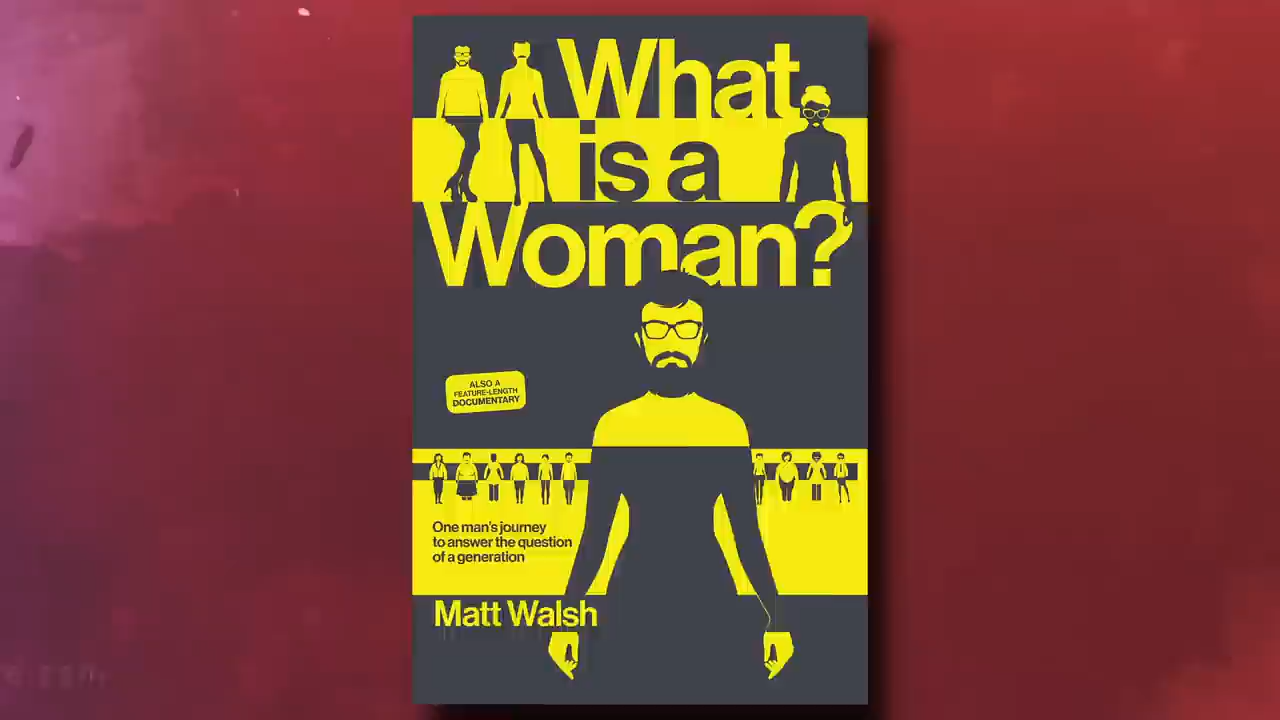 What
is a
Woman?
ALSO A
FEATURE-LENGTH
DOCUMENTARY
One man's journey
to answer the question
of a generation
Matt Walsh